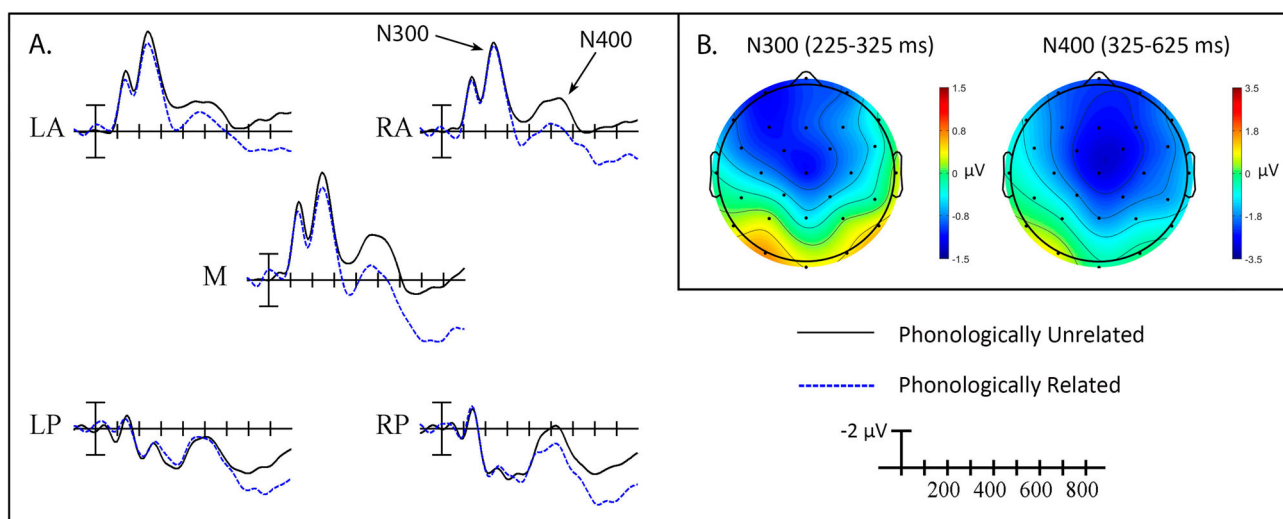 A.
N300
N400
LA
RA
M
LP
RP
B.
N300 (225-325 ms)
N400 (325-625 ms)
1.5
0.8
0
-0.8
-1.5
μV
3.5
1.8
0
-1.8
-3.5
μV
Phonologically Unrelated
Phonologically Related
-2 μV
200 400 600 800